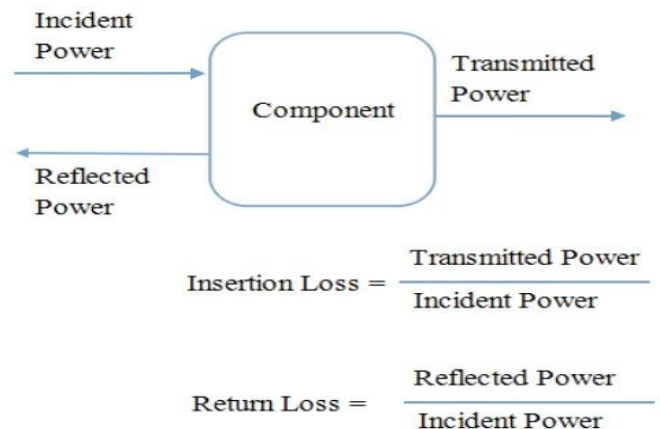 Incident
Power
Transmitted
Power
Component
Reflected
Power
Insertion Loss = Transmitted Power
Incident Power
Return Loss = Reflected Power
Incident Power